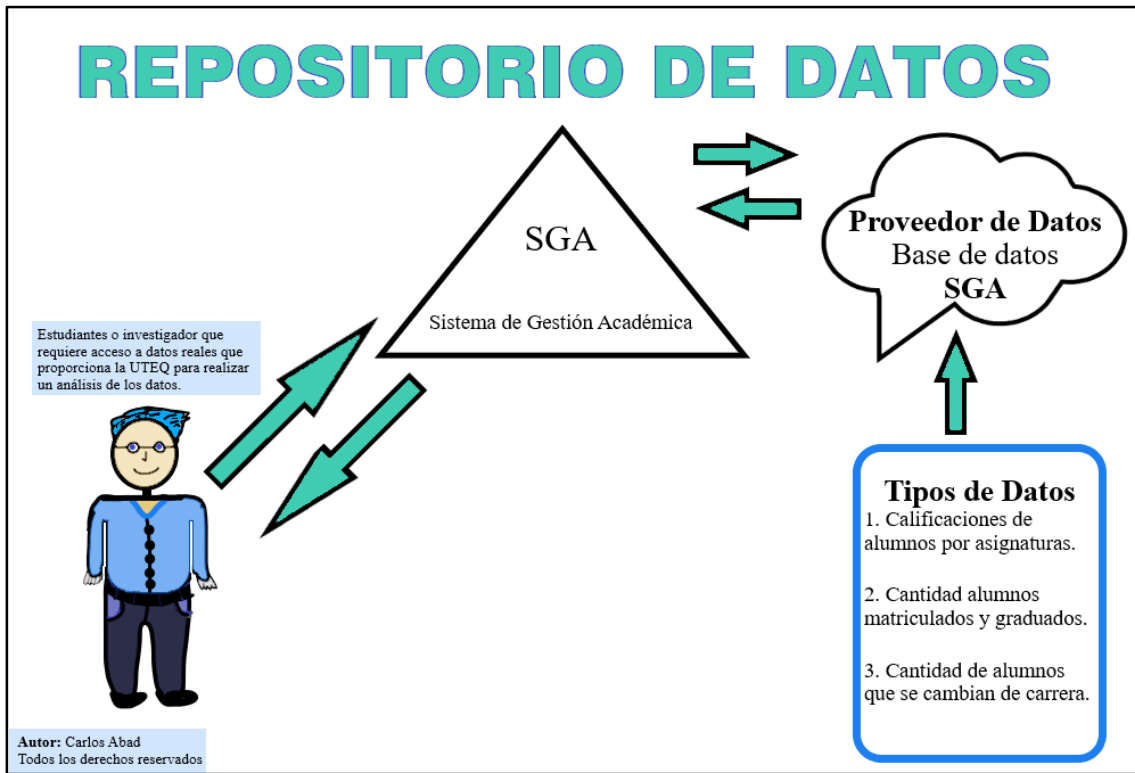 REPOSITORIO DE DATOS
SGA
Sistema de Gestión Académica
Proveedor de Datos
Base de datos
SGA
Estudiantes o investigador que
requiere acceso a datos reales que
proporciona la UTEQ para realizar
un análisis de los datos.
Tipos de Datos
1. Calificaciones de
alumnos por asignaturas.
2. Cantidad alumnos
matriculados y graduados.
3. Cantidad de alumnos
que se cambian de carrera.
Autor: Carlos Abad
Todos los derechos reservados